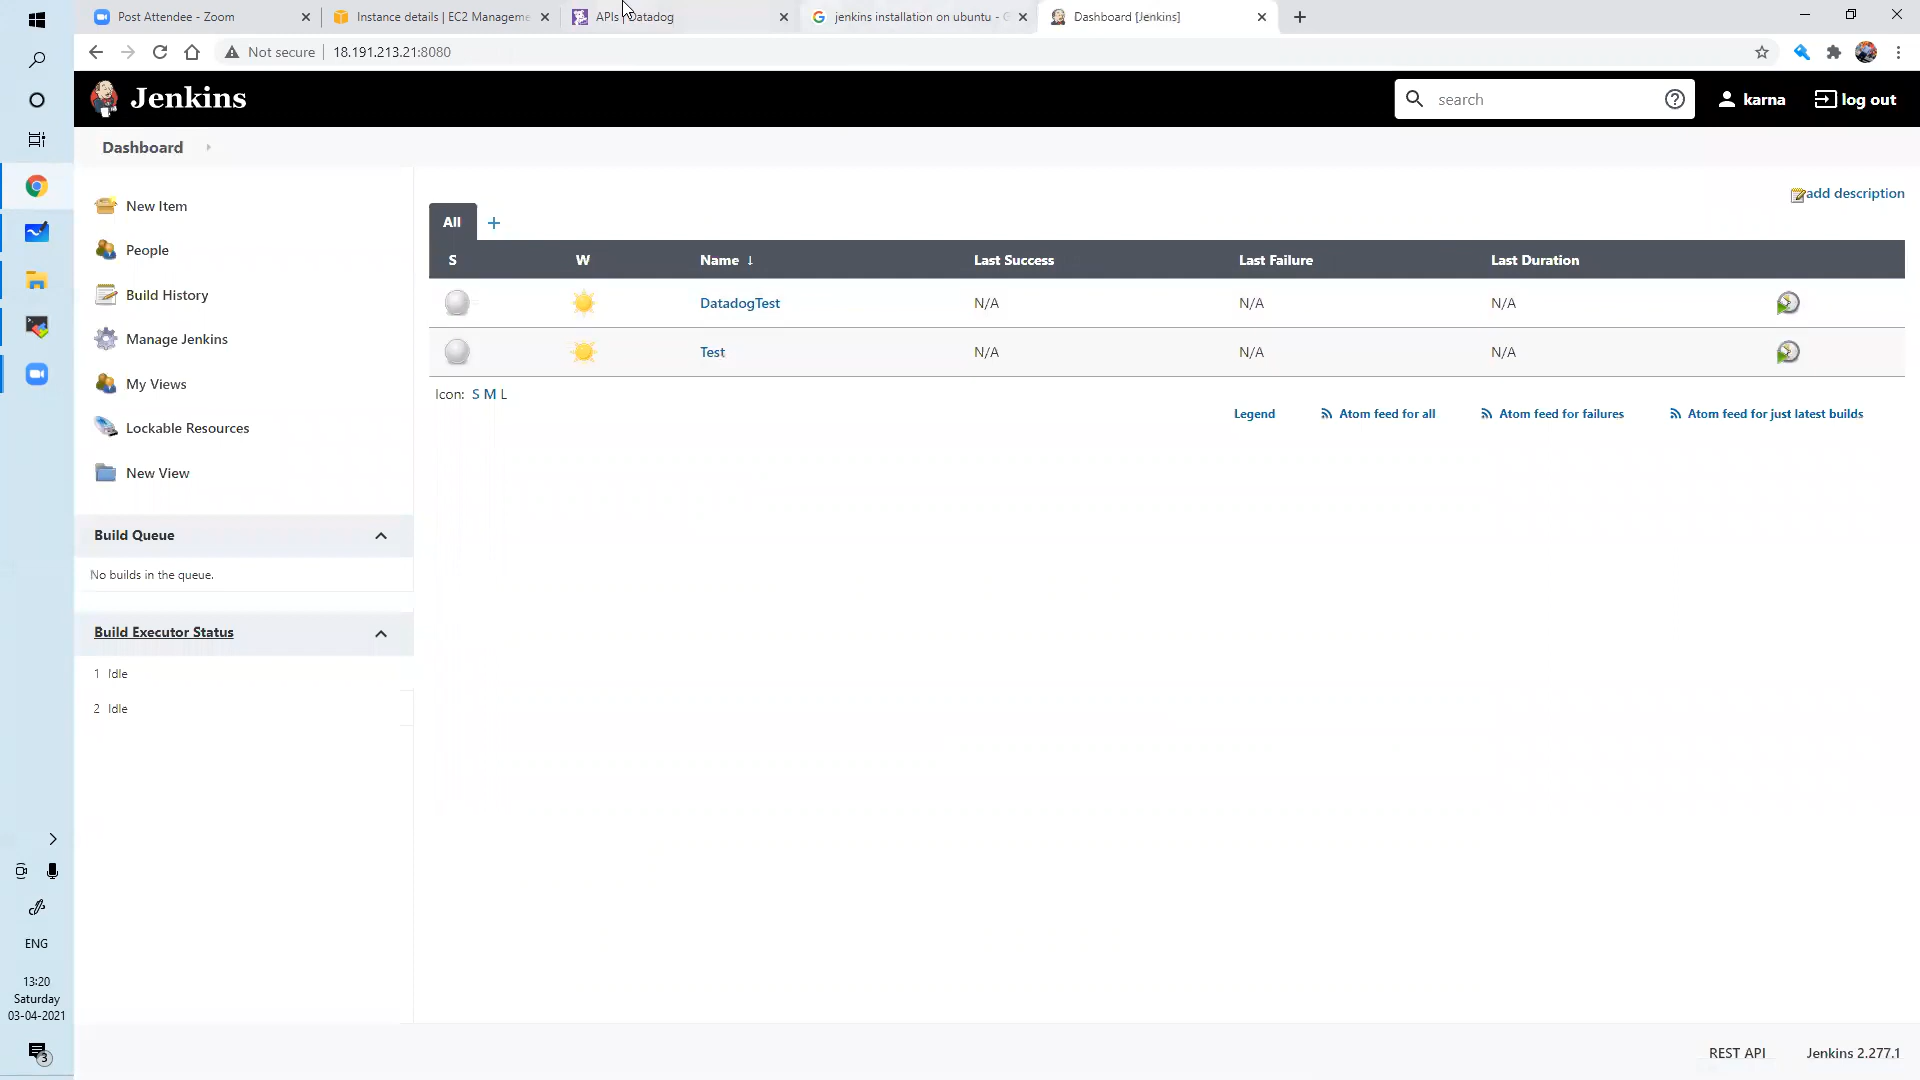 Post Attendee - Zoom
Instance details | EC2 Manageme
APIs Datadog
jenkins installation on ubuntu - G
Dashboard [Jenkins]
Not secure | 18.191.213.21:8080
Jenkins
search
karna
log out
Dashboard
add description
New Item
People
Build History
Manage Jenkins
My Views
Lockable Resources
New View
All +
S W Name ↓ Last Success Last Failure Last Duration
DatadogTest N/A N/A N/A
Test N/A N/A N/A
Icon: S M L
Legend Atom feed for all Atom feed for failures Atom feed for just latest builds
Build Queue
No builds in the queue.
Build Executor Status
1 Idle
2 Idle
ENG
13:20
Saturday
03-04-2021
3
REST API Jenkins 2.277.1